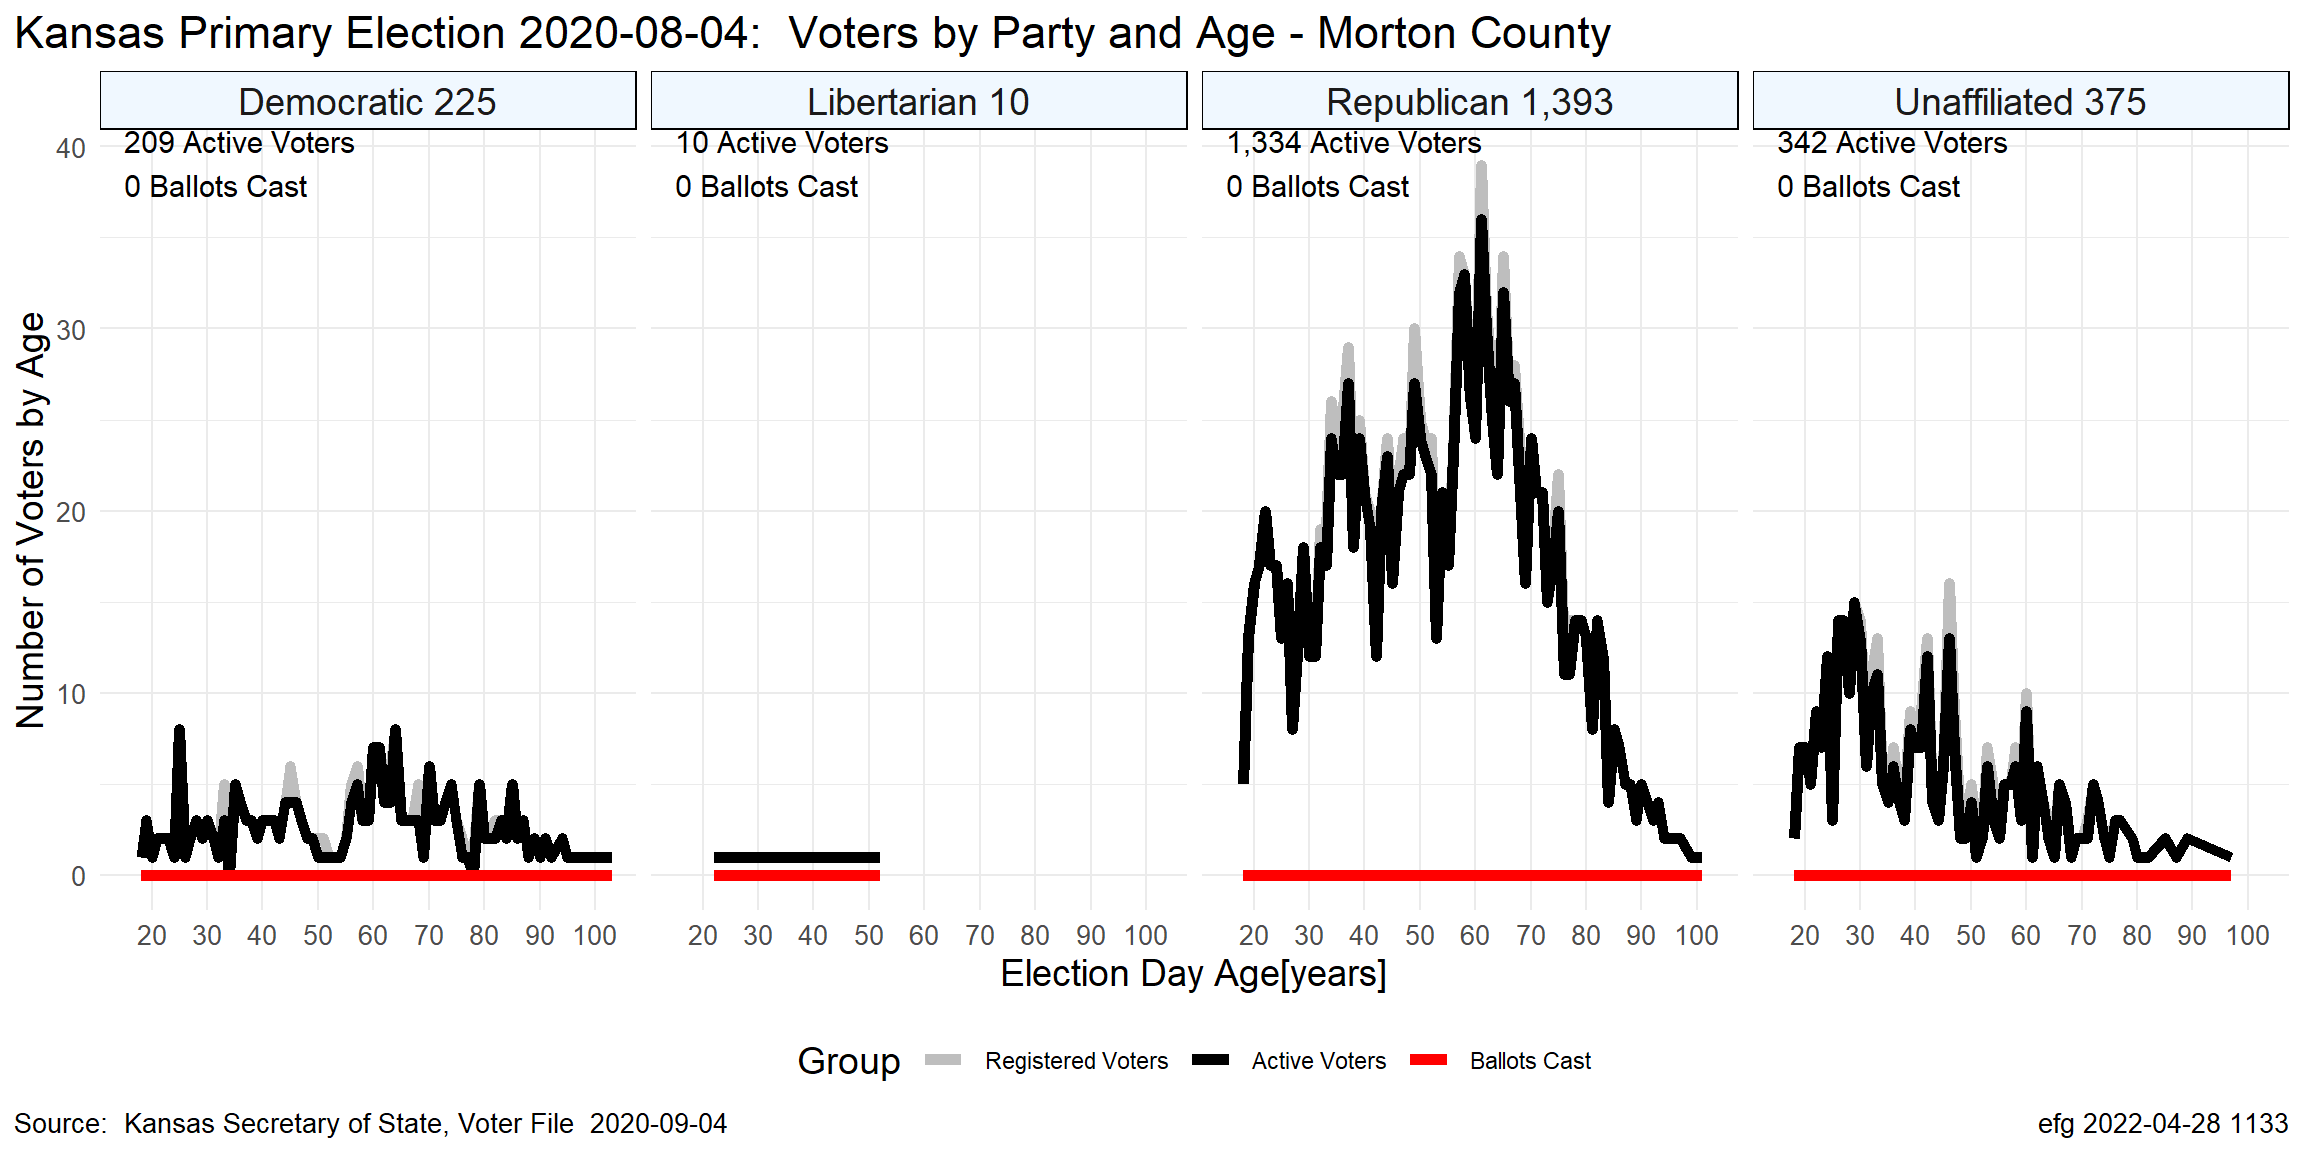 Kansas Primary Election 2020-08-04:  Voters by Party and Age - Morton County
Democratic 225
Libertarian 10
Republican 1,393
Unaffiliated 375
209 Active Voters
0 Ballots Cast
10 Active Voters
0 Ballots Cast
1,334 Active Voters
0 Ballots Cast
342 Active Voters
0 Ballots Cast
Number of Voters by Age
40
30
20
10
0
20 30 40 50 60 70 80 90 100
20 30 40 50 60 70 80 90 100
20 30 40 50 60 70 80 90 100
20 30 40 50 60 70 80 90 100
Election Day Age[years]
Group Registered Voters Active Voters Ballots Cast
Source:  Kansas Secretary of State, Voter File  2020-09-04
efg 2022-04-28 1133